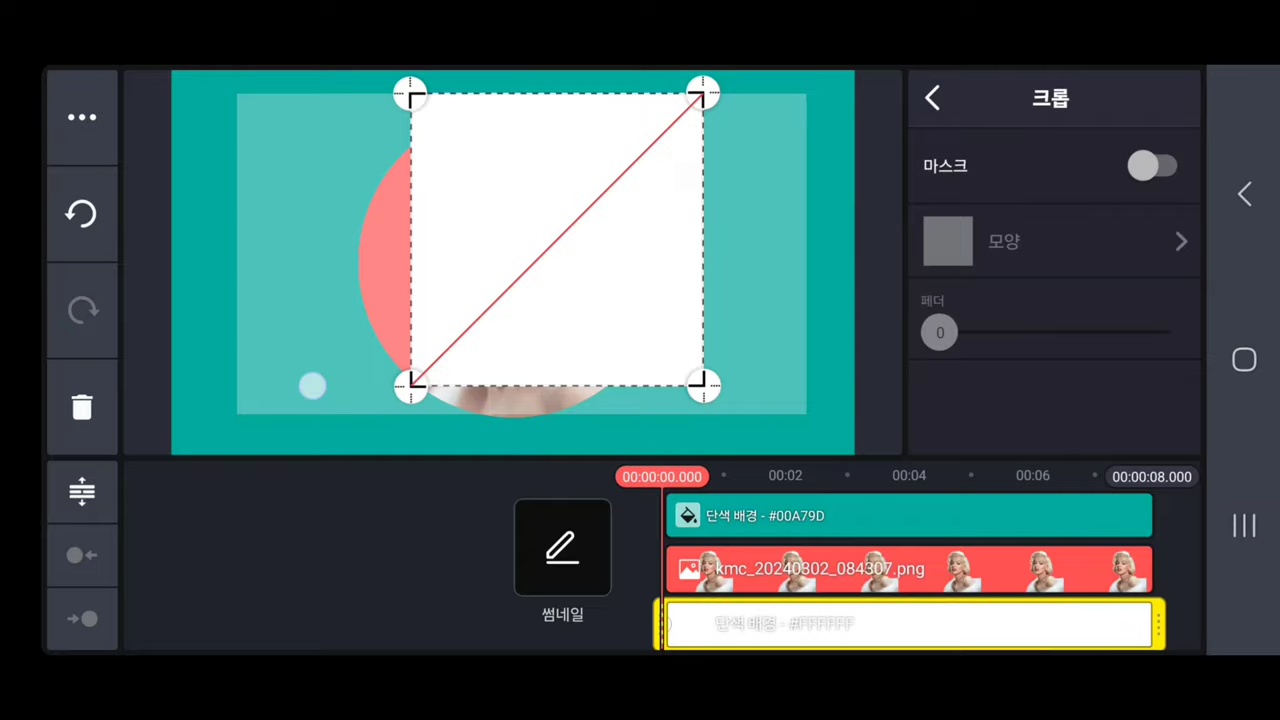 크롭
마스크
모양
페더
0
00:00:00.000
00:02
00:04
00:06
00:00:08.000
단색 배경 - #00A79D
kmc_20240302_084307.png
썸네일
단색 배경 - #FFFFFF